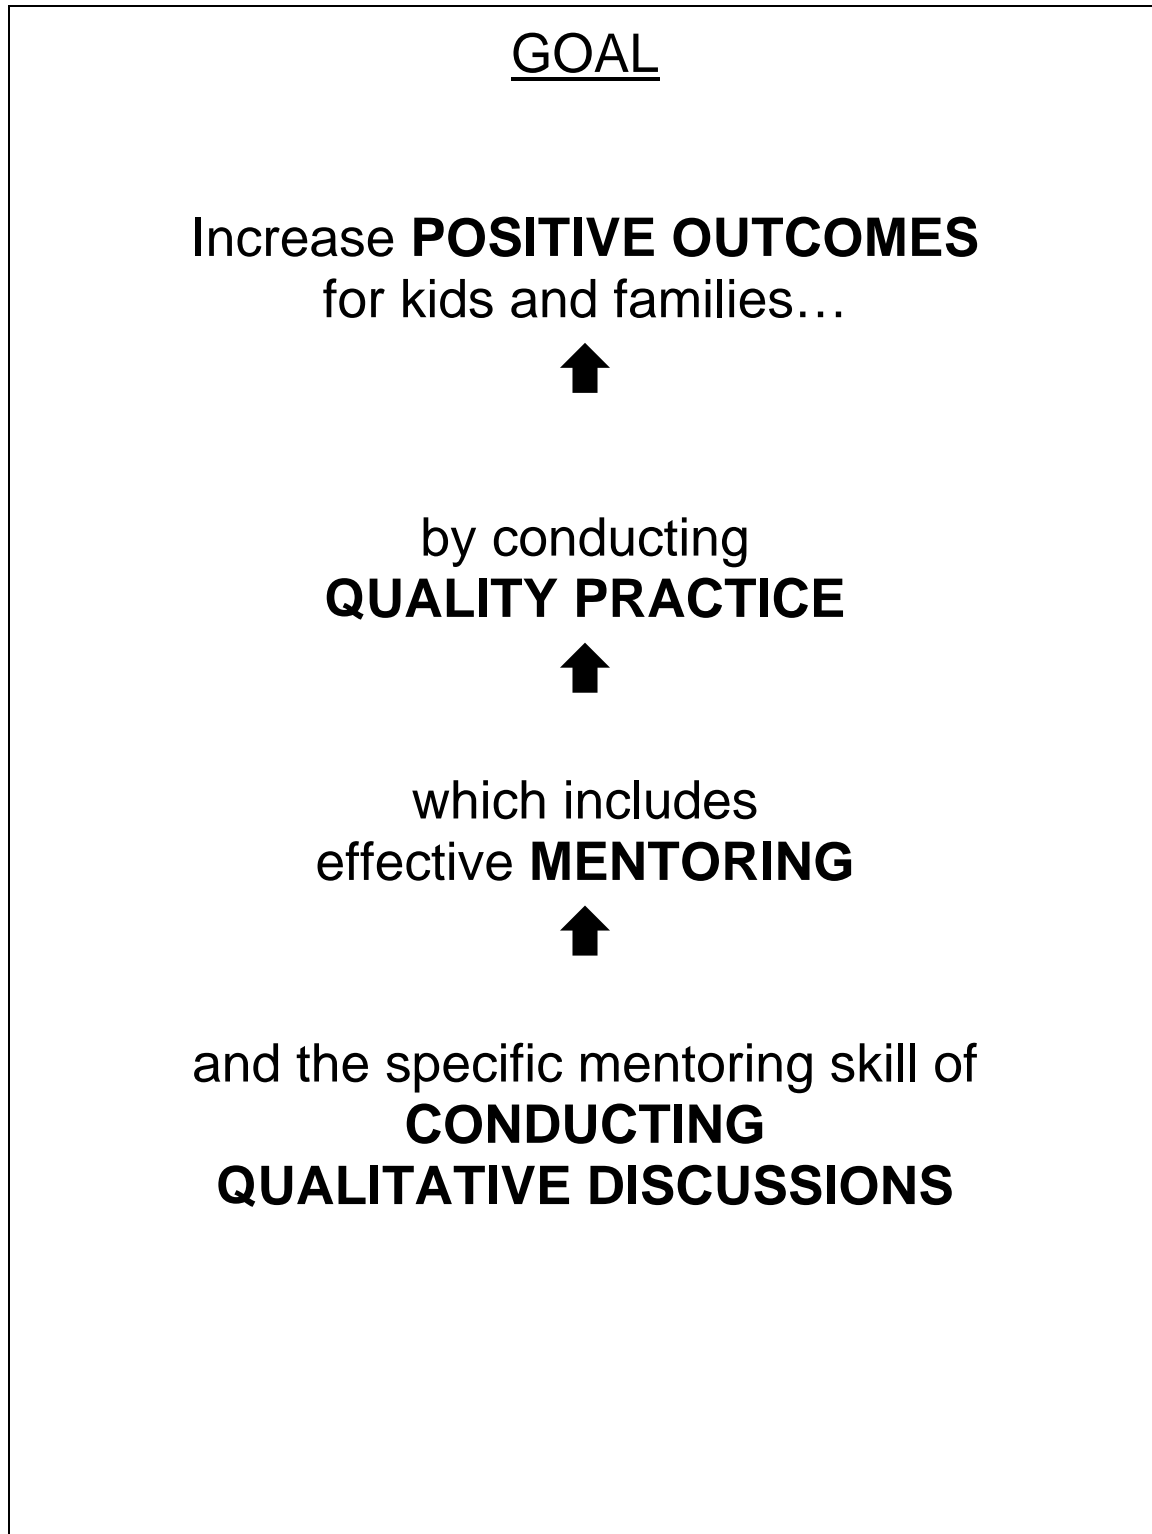 GOAL
Increase POSITIVE OUTCOMES
for kids and families…
by conducting
QUALITY PRACTICE
which includes
effective MENTORING
and the specific mentoring skill of
CONDUCTING
QUALITATIVE DISCUSSIONS